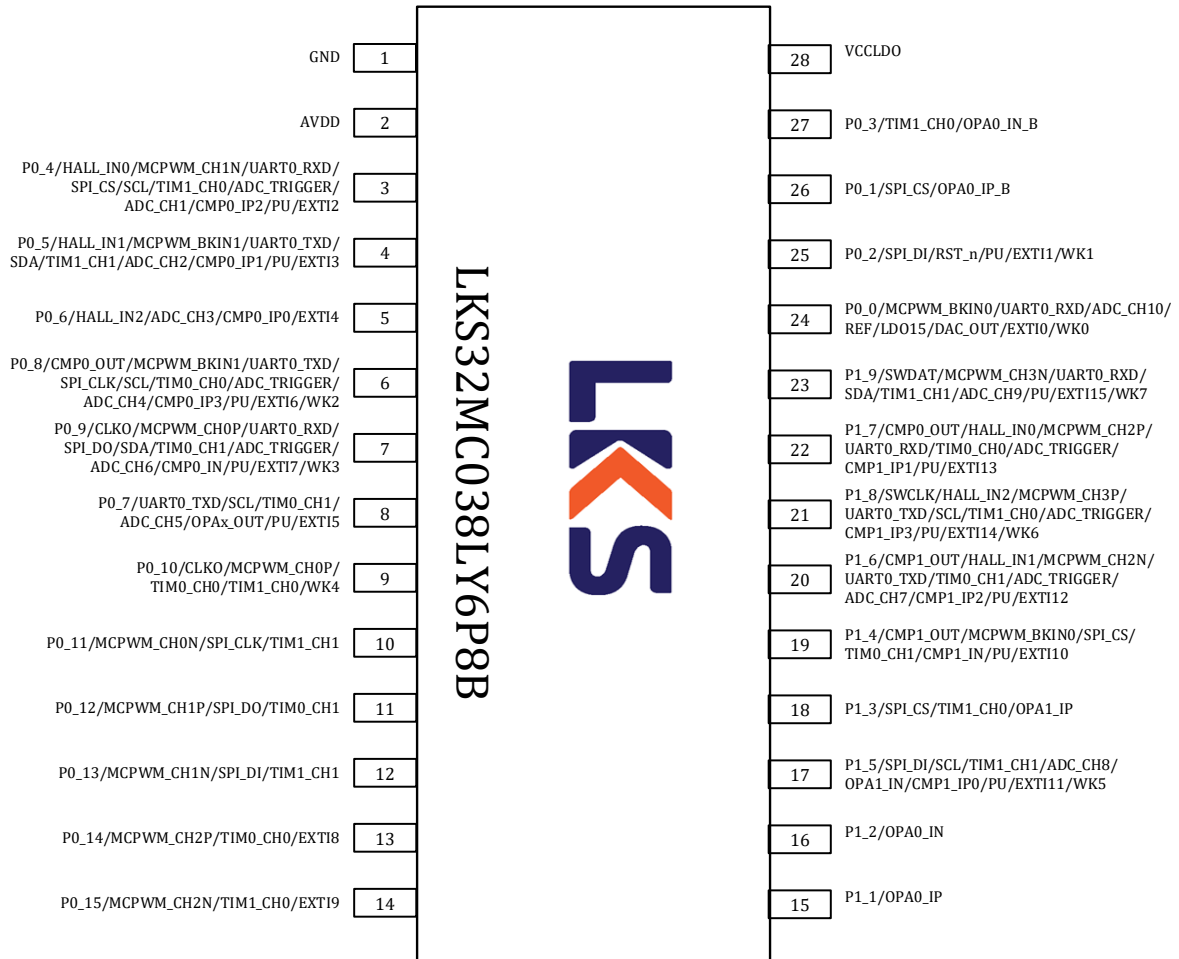 GND 1
AVDD 2
P0_4/HALL_IN0/MCPWM_CH1N/UART0_RXD/
SPI_CS/SCL/TIM1_CH0/ADC_TRIGGER/
ADC_CH1/CMP0_IP2/PU/EXTI2
3
P0_5/HALL_IN1/MCPWM_BKIN1/UART0_TXD/
SDA/TIM1_CH1/ADC_CH2/CMP0_IP1/PU/EXTI3
4
P0_6/HALL_IN2/ADC_CH3/CMP0_IP0/EXTI4 5
P0_8/CMP0_OUT/MCPWM_BKIN1/UART0_TXD/
SPI_CLK/SCL/TIM0_CH0/ADC_TRIGGER/
ADC_CH4/CMP0_IP3/PU/EXTI6/WK2
6
P0_9/CLKO/MCPWM_CH0P/UART0_RXD/
SPI_DO/SDA/TIM0_CH1/ADC_TRIGGER/
ADC_CH6/CMP0_IN/PU/EXTI7/WK3
7
P0_7/UART0_TXD/SCL/TIM0_CH1/
ADC_CH5/OPAx_OUT/PU/EXTI5
8
P0_10/CLKO/MCPWM_CH0P/
TIM0_CH0/TIM1_CH0/WK4
9
P0_11/MCPWM_CH0N/SPI_CLK/TIM1_CH1 10
P0_12/MCPWM_CH1P/SPI_DO/TIM0_CH1 11
P0_13/MCPWM_CH1N/SPI_DI/TIM1_CH1 12
P0_14/MCPWM_CH2P/TIM0_CH0/EXTI8 13
P0_15/MCPWM_CH2N/TIM1_CH0/EXTI9 14
LKS32MC038LY6P8B
LKS
28 VCCLDO
27 P0_3/TIM1_CH0/OPA0_IN_B
26 P0_1/SPI_CS/OPA0_IP_B
25 P0_2/SPI_DI/RST_n/PU/EXTI1/WK1
24
P0_0/MCPWM_BKIN0/UART0_RXD/ADC_CH10/
REF/LDO15/DAC_OUT/EXTI0/WK0
23
P1_9/SWDAT/MCPWM_CH3N/UART0_RXD/
SDA/TIM1_CH1/ADC_CH9/PU/EXTI15/WK7
22
P1_7/CMP0_OUT/HALL_IN0/MCPWM_CH2P/
UART0_RXD/TIM0_CH0/ADC_TRIGGER/
CMP1_IP1/PU/EXTI13
21
P1_8/SWCLK/HALL_IN2/MCPWM_CH3P/
UART0_TXD/SCL/TIM1_CH0/ADC_TRIGGER/
CMP1_IP3/PU/EXTI14/WK6
20
P1_6/CMP1_OUT/HALL_IN1/MCPWM_CH2N/
UART0_TXD/TIM0_CH1/ADC_TRIGGER/
ADC_CH7/CMP1_IP2/PU/EXTI12
19
P1_4/CMP1_OUT/MCPWM_BKIN0/SPI_CS/
TIM0_CH1/CMP1_IN/PU/EXTI10
18 P1_3/SPI_CS/TIM1_CH0/OPA1_IP
17
P1_5/SPI_DI/SCL/TIM1_CH1/ADC_CH8/
OPA1_IN/CMP1_IP0/PU/EXTI11/WK5
16 P1_2/OPA0_IN
15 P1_1/OPA0_IP